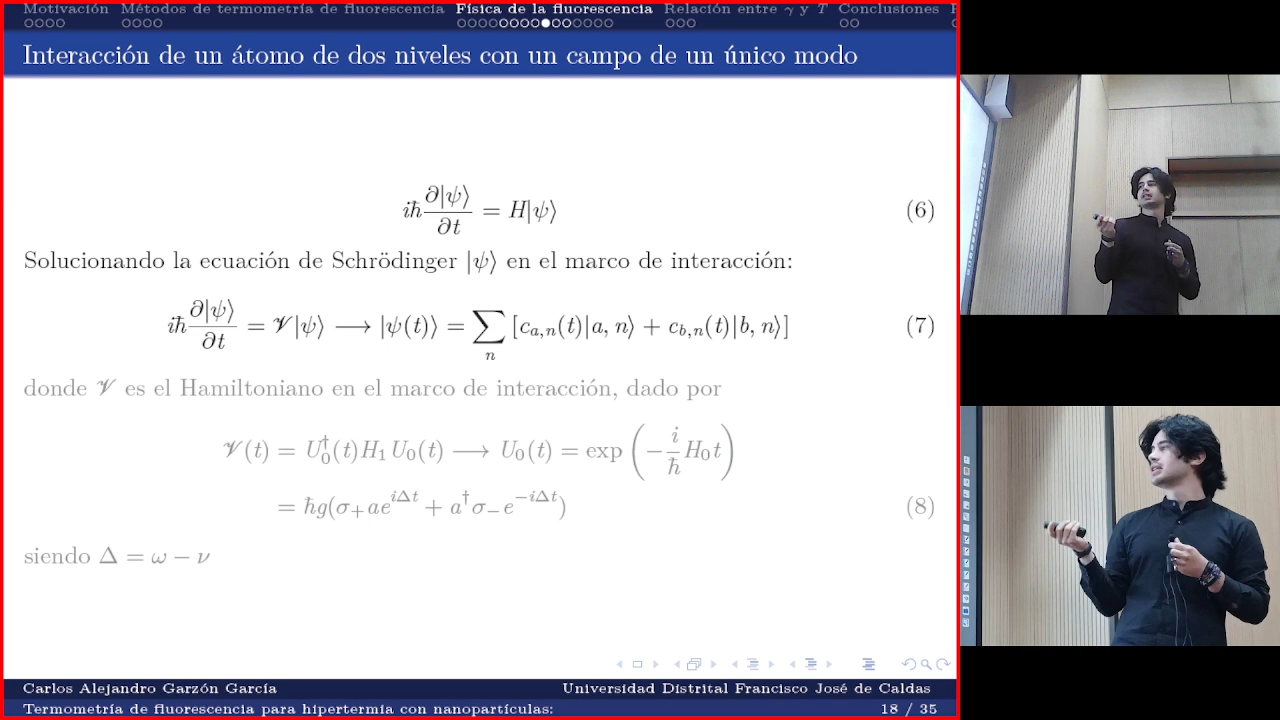 Motivación Métodos de termometría de fluorescencia Física de la fluorescencia Relación entre γ y T Conclusiones
Interacción de un átomo de dos niveles con un campo de un único modo
iħ ∂|ψ⟩/∂t = H|ψ⟩ (6)
Solucionando la ecuación de Schrödinger |ψ⟩ en el marco de interacción:
iħ ∂|ψ⟩/∂t = 𝒱|ψ⟩ ⟶ |ψ(t)⟩ = ∑_n [c_{a,n}(t)|a, n⟩ + c_{b,n}(t)|b, n⟩] (7)
donde 𝒱 es el Hamiltoniano en el marco de interacción, dado por
𝒱(t) = U_0^†(t)H_1U_0(t) ⟶ U_0(t) = exp(−i/ħ H_0t)
= ħg(σ_+ae^{iΔt} + a^†σ_−e^{−iΔt}) (8)
siendo Δ = ω − ν
Carlos Alejandro Garzón García Universidad Distrital Francisco José de Caldas
Termometría de fluorescencia para hipertermia con nanopartículas: 18 / 35